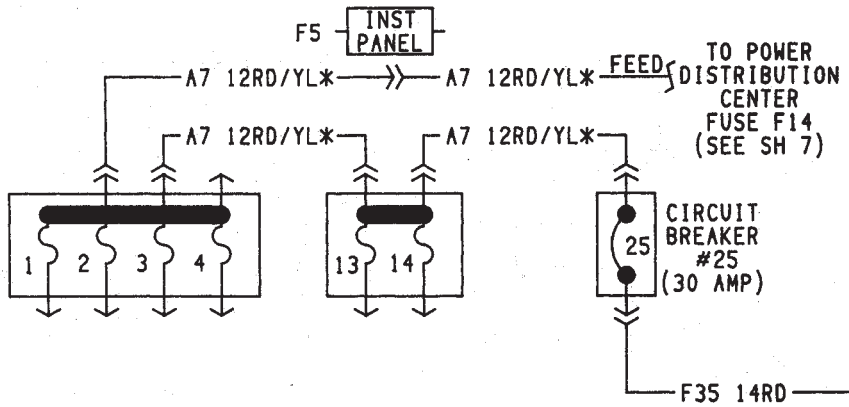 F5 INST
PANEL
A7 12RD/YL* A7 12RD/YL* FEED
TO POWER
DISTRIBUTION
CENTER
FUSE F14
(SEE SH 7)
A7 12RD/YL* A7 12RD/YL*
1 2 3 4 13 14 25
CIRCUIT
BREAKER
#25
(30 AMP)
F35 14RD